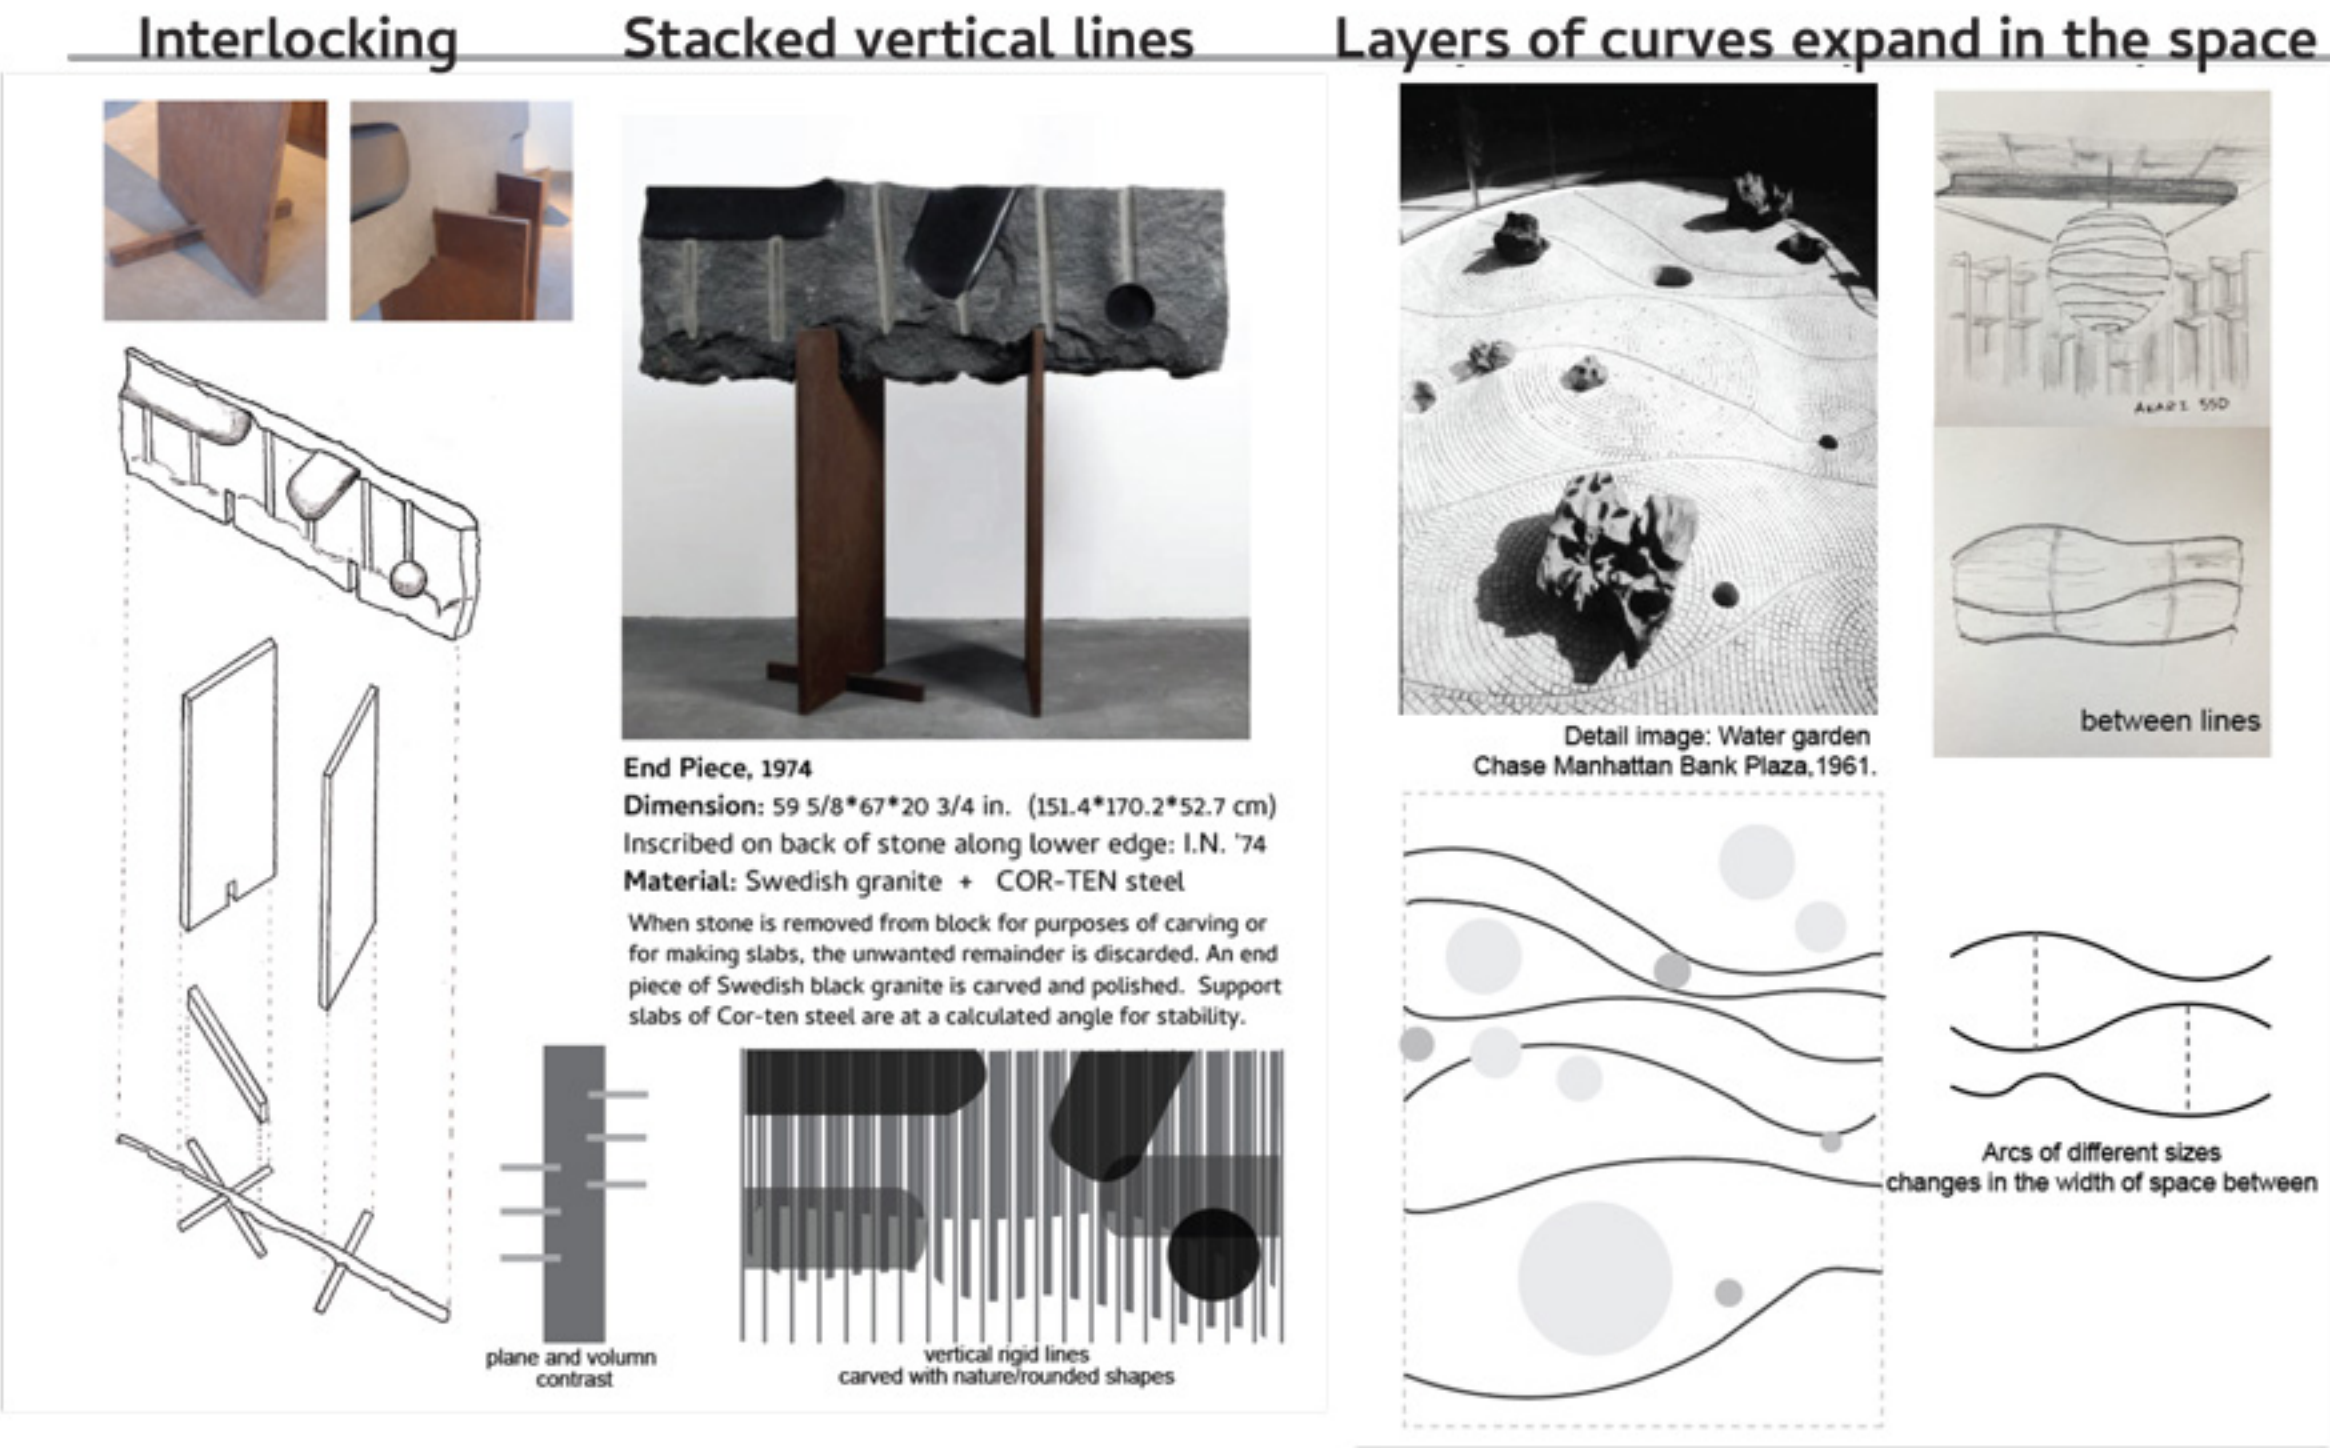 Interlocking
Stacked vertical lines
Layers of curves expand in the space
AKARI 55D
between lines
Detail image: Water garden
Chase Manhattan Bank Plaza,1961.
End Piece, 1974
Dimension: 59 5/8*67*20 3/4 in. (151.4*170.2*52.7 cm)
Inscribed on back of stone along lower edge: I.N. '74
Material: Swedish granite + COR-TEN steel
When stone is removed from block for purposes of carving or
for making slabs, the unwanted remainder is discarded. An end
piece of Swedish black granite is carved and polished. Support
slabs of Cor-ten steel are at a calculated angle for stability.
plane and volumn
contrast
vertical rigid lines
carved with nature/rounded shapes
Arcs of different sizes
changes in the width of space between